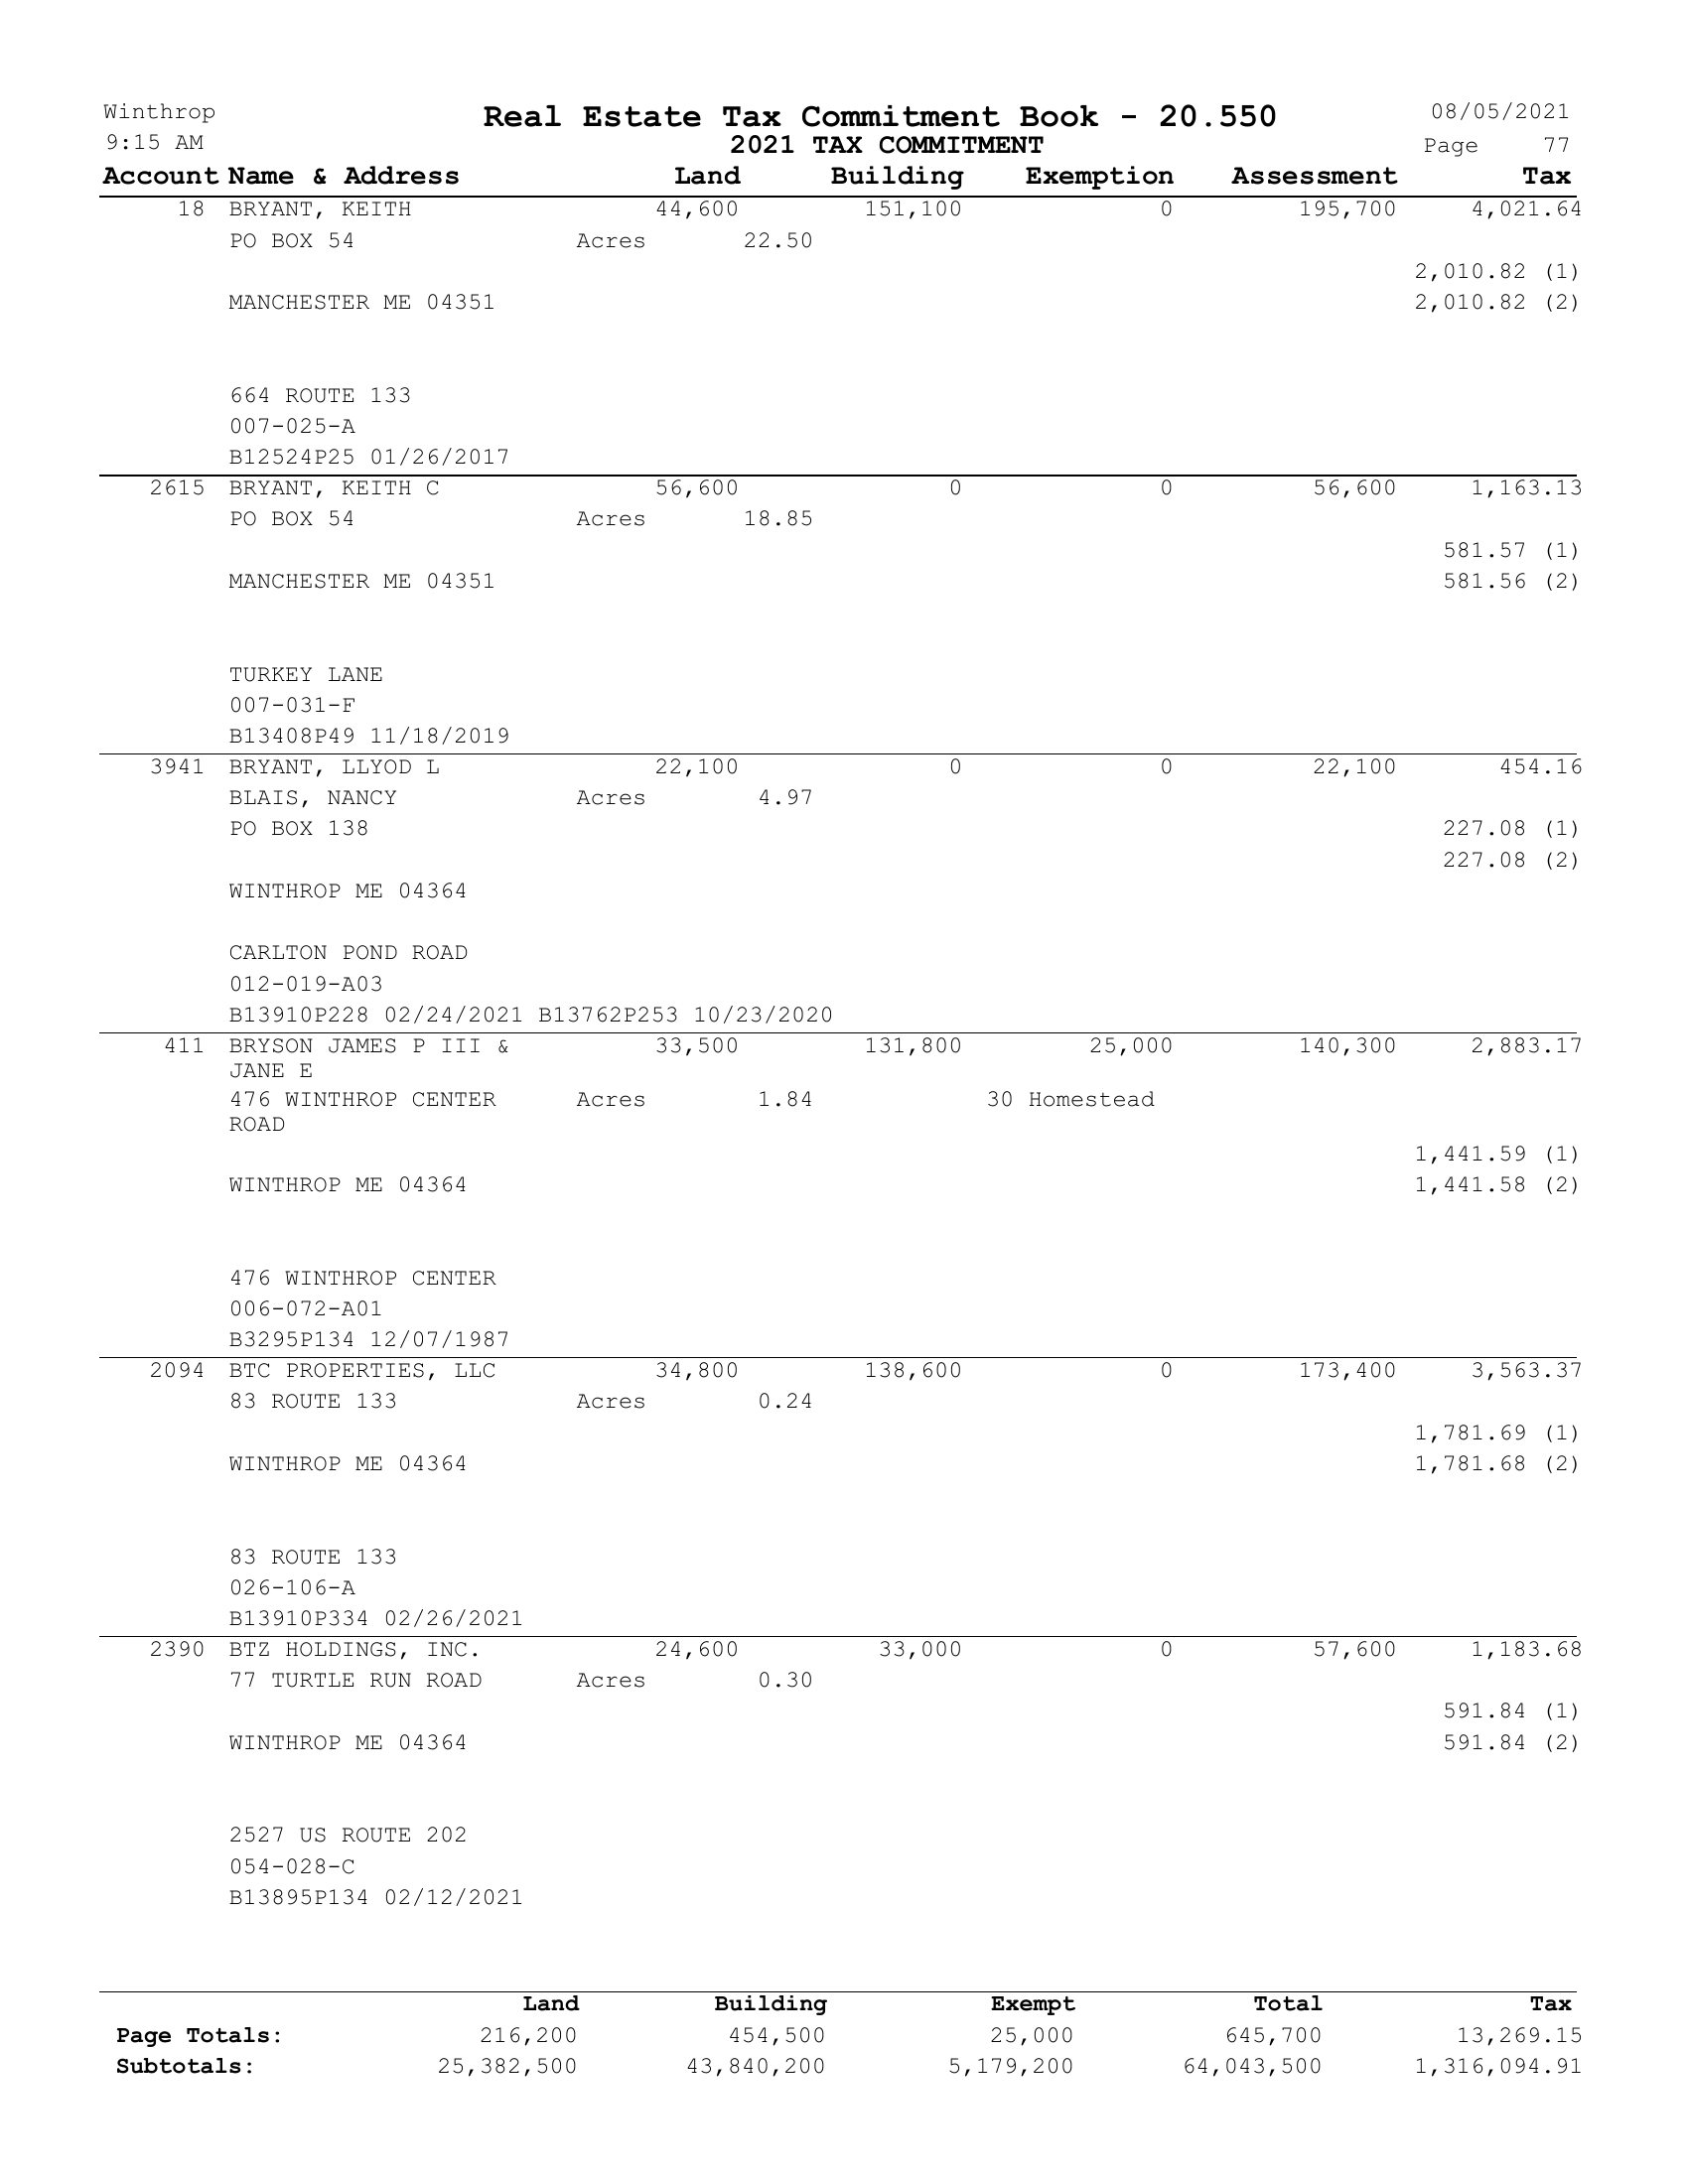 Winthrop Real Estate Tax Commitment Book - 20.550 08/05/2021
9:15 AM 2021 TAX COMMITMENT Page 77
Account Name & Address Land Building Exemption Assessment Tax
18 BRYANT, KEITH 44,600 151,100 0 195,700 4,021.64
PO BOX 54 Acres 22.50
2,010.82 (1)
MANCHESTER ME 04351 2,010.82 (2)
664 ROUTE 133
007-025-A
B12524P25 01/26/2017
2615 BRYANT, KEITH C 56,600 0 0 56,600 1,163.13
PO BOX 54 Acres 18.85
581.57 (1)
MANCHESTER ME 04351 581.56 (2)
TURKEY LANE
007-031-F
B13408P49 11/18/2019
3941 BRYANT, LLYOD L 22,100 0 0 22,100 454.16
BLAIS, NANCY Acres 4.97
PO BOX 138 227.08 (1)
227.08 (2)
WINTHROP ME 04364
CARLTON POND ROAD
012-019-A03
B13910P228 02/24/2021 B13762P253 10/23/2020
411 BRYSON JAMES P III & 33,500 131,800 25,000 140,300 2,883.17
JANE E
476 WINTHROP CENTER Acres 1.84 30 Homestead
ROAD
1,441.59 (1)
WINTHROP ME 04364 1,441.58 (2)
476 WINTHROP CENTER
006-072-A01
B3295P134 12/07/1987
2094 BTC PROPERTIES, LLC 34,800 138,600 0 173,400 3,563.37
83 ROUTE 133 Acres 0.24
1,781.69 (1)
WINTHROP ME 04364 1,781.68 (2)
83 ROUTE 133
026-106-A
B13910P334 02/26/2021
2390 BTZ HOLDINGS, INC. 24,600 33,000 0 57,600 1,183.68
77 TURTLE RUN ROAD Acres 0.30
591.84 (1)
WINTHROP ME 04364 591.84 (2)
2527 US ROUTE 202
054-028-C
B13895P134 02/12/2021
Land Building Exempt Total Tax
Page Totals: 216,200 454,500 25,000 645,700 13,269.15
Subtotals: 25,382,500 43,840,200 5,179,200 64,043,500 1,316,094.91